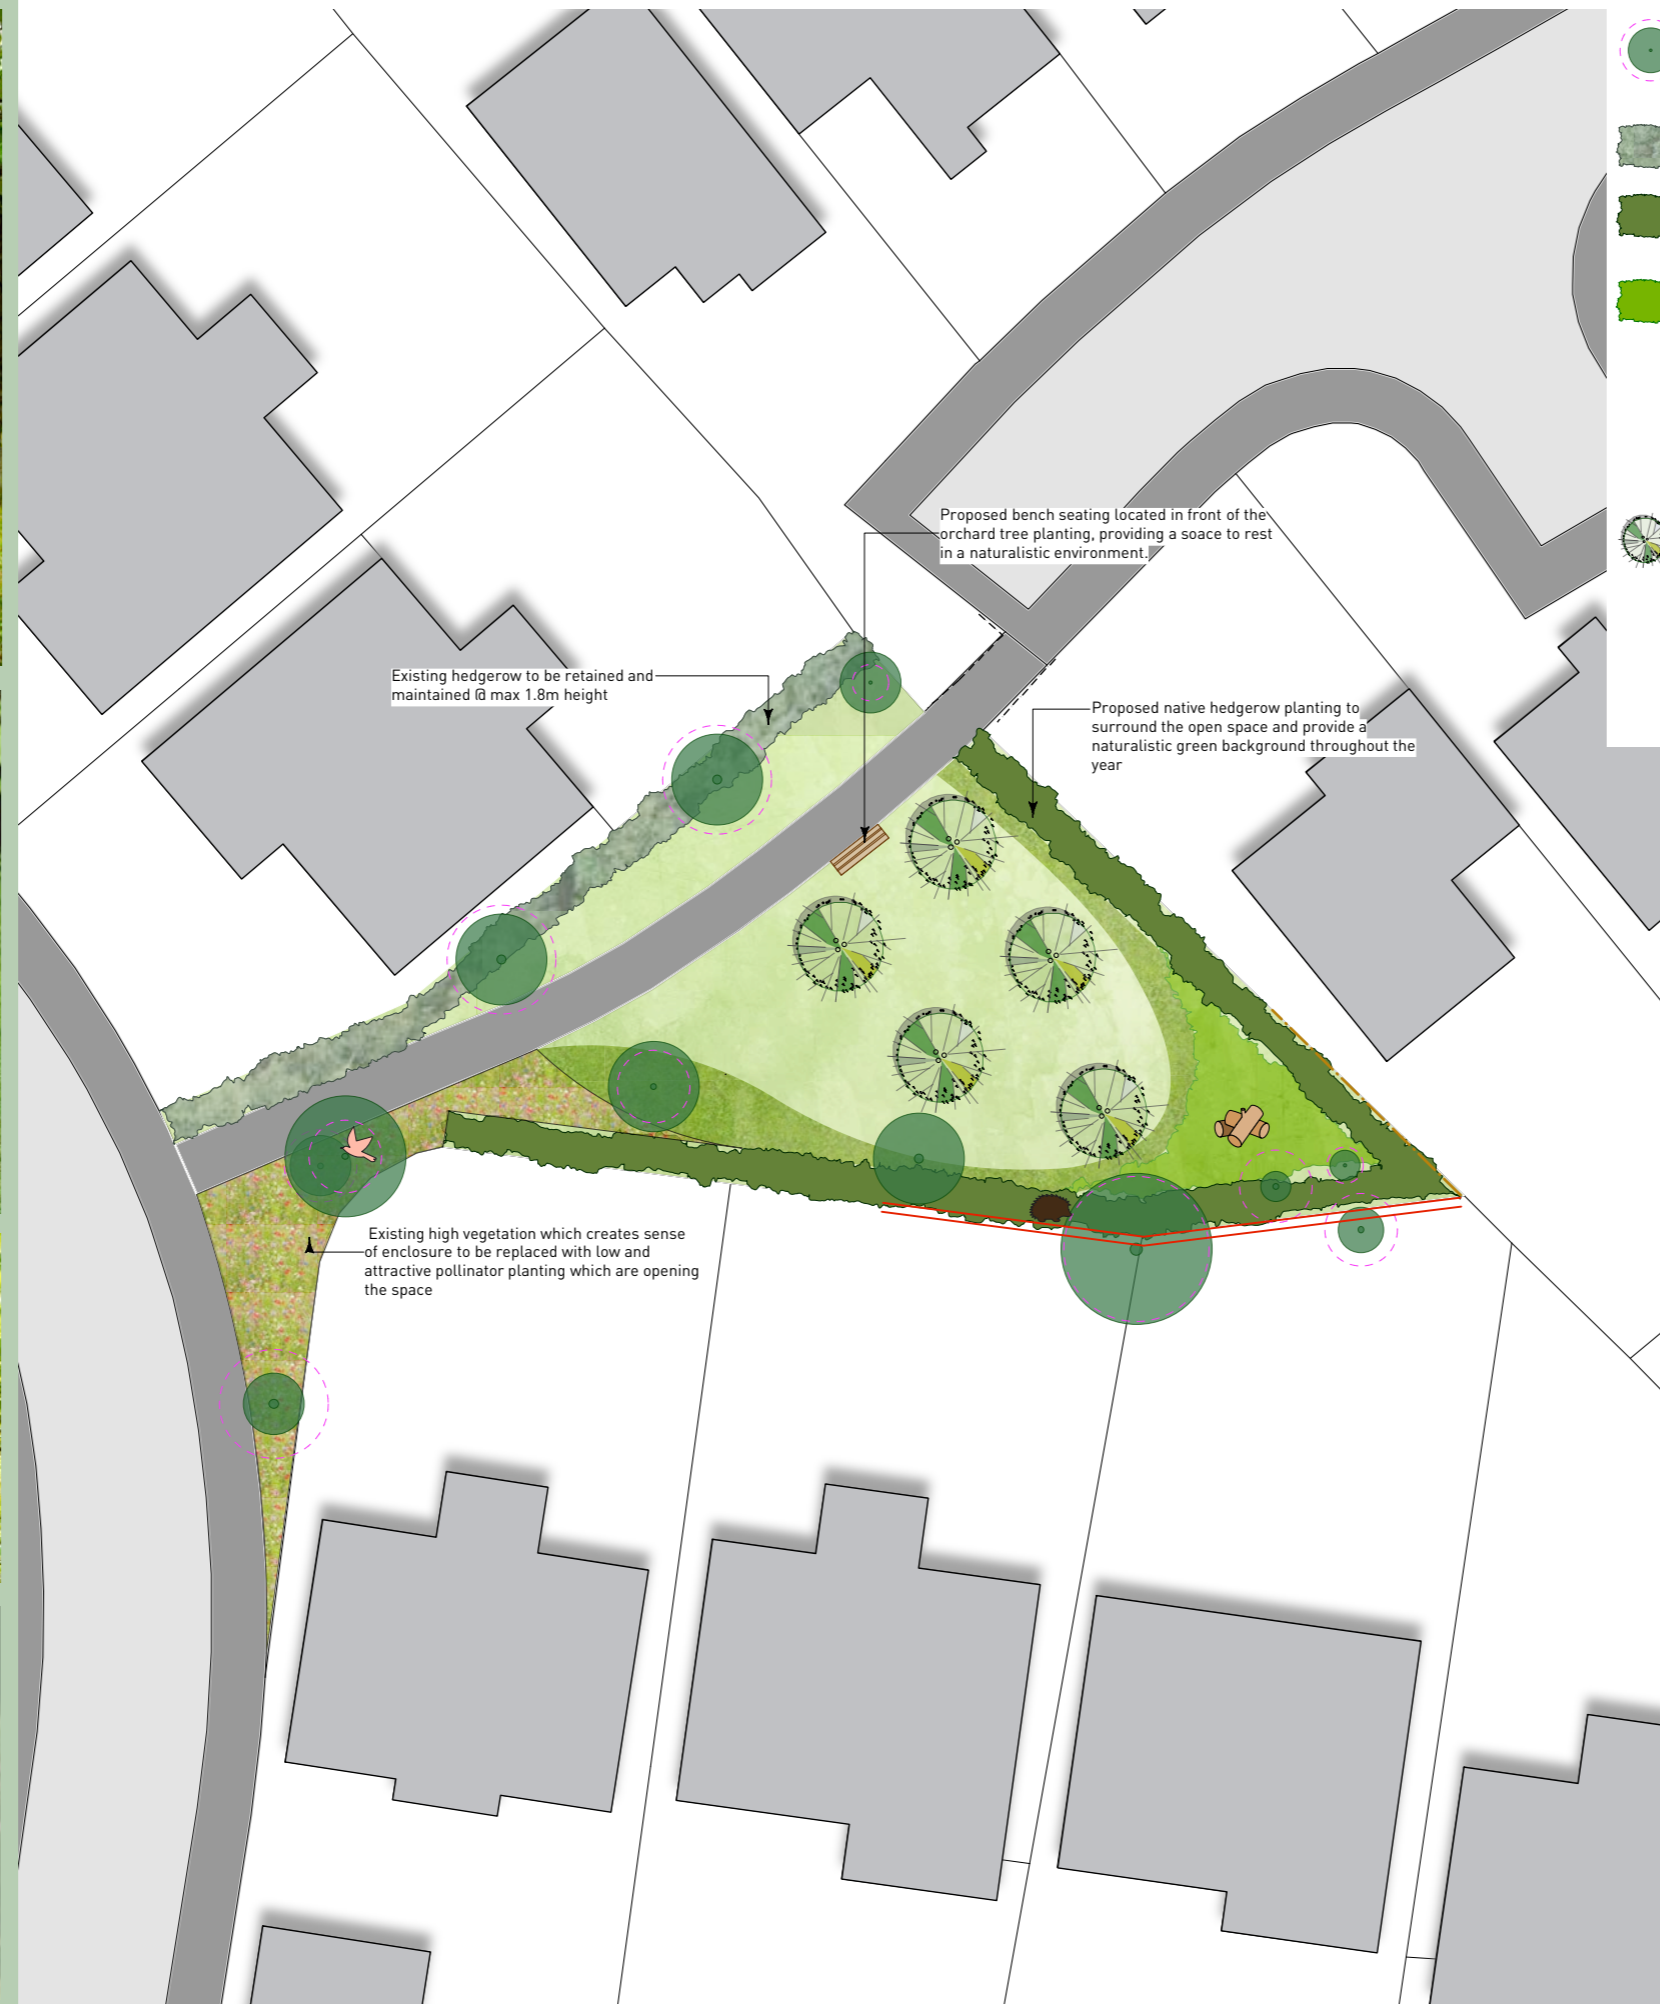 Proposed bench seating located in front of the
orchard tree planting, providing a soace to rest
in a naturalistic environment.
Existing hedgerow to be retained and
maintained @ max 1.8m height
Proposed native hedgerow planting to
surround the open space and provide a
naturalistic green background throughout the
year
Existing high vegetation which creates sense
of enclosure to be replaced with low and
attractive pollinator planting which are opening
the space